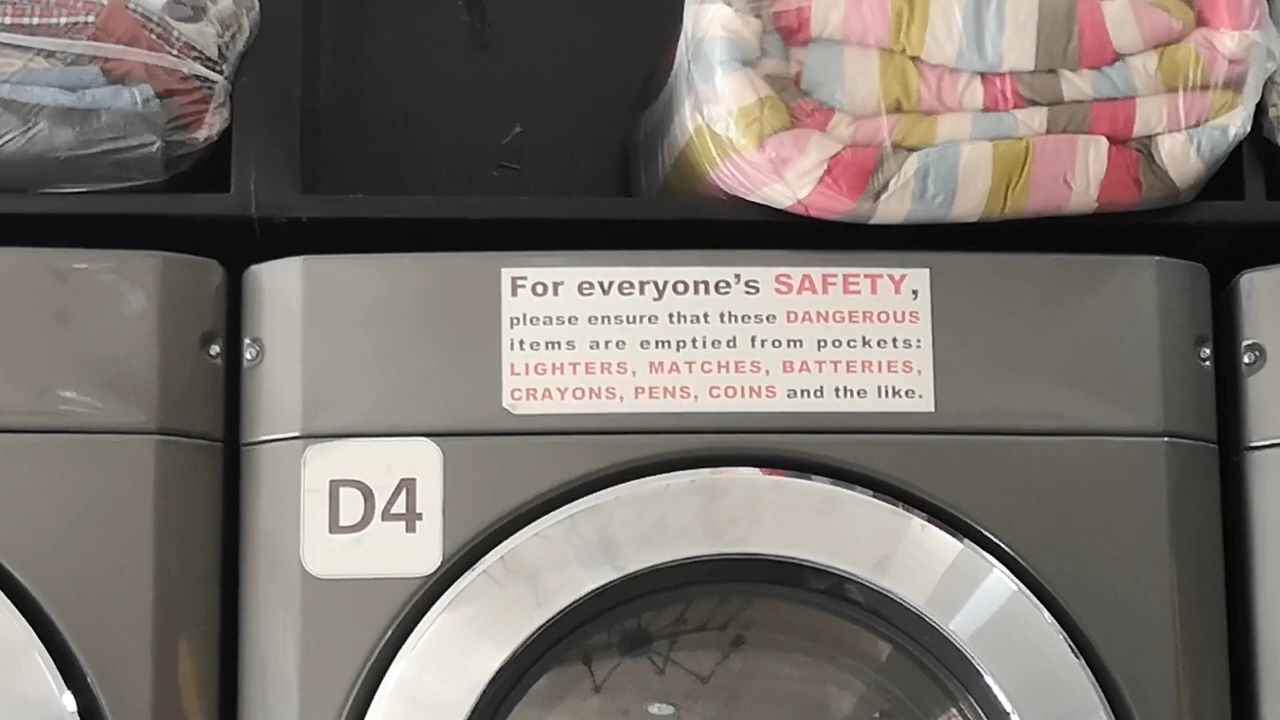 For everyone's SAFETY,
please ensure that these DANGEROUS
items are emptied from pockets:
LIGHTERS, MATCHES, BATTERIES,
CRAYONS, PENS, COINS and the like.
D4